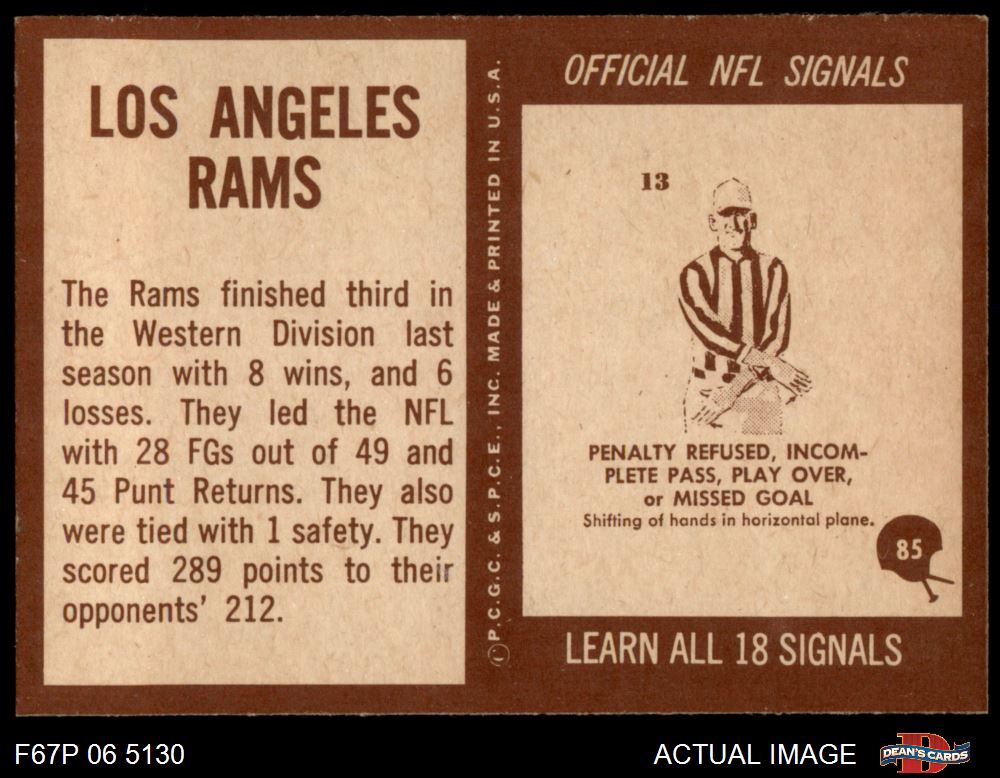 LOS ANGELES
RAMS
The Rams finished third in
the Western Division last
season with 8 wins, and 6
losses. They led the NFL
with 28 FGs out of 49 and
45 Punt Returns. They also
were tied with 1 safety. They
scored 289 points to their
opponents' 212.
© P.C.G.C. & S.P.C.E., INC. MADE & PRINTED IN U.S.A.
OFFICIAL NFL SIGNALS
13
PENALTY REFUSED, INCOM-
PLETE PASS, PLAY OVER,
or MISSED GOAL
Shifting of hands in horizontal plane.
85
LEARN ALL 18 SIGNALS
F67P 06 5130
ACTUAL IMAGE
D
DEAN'S CARDS